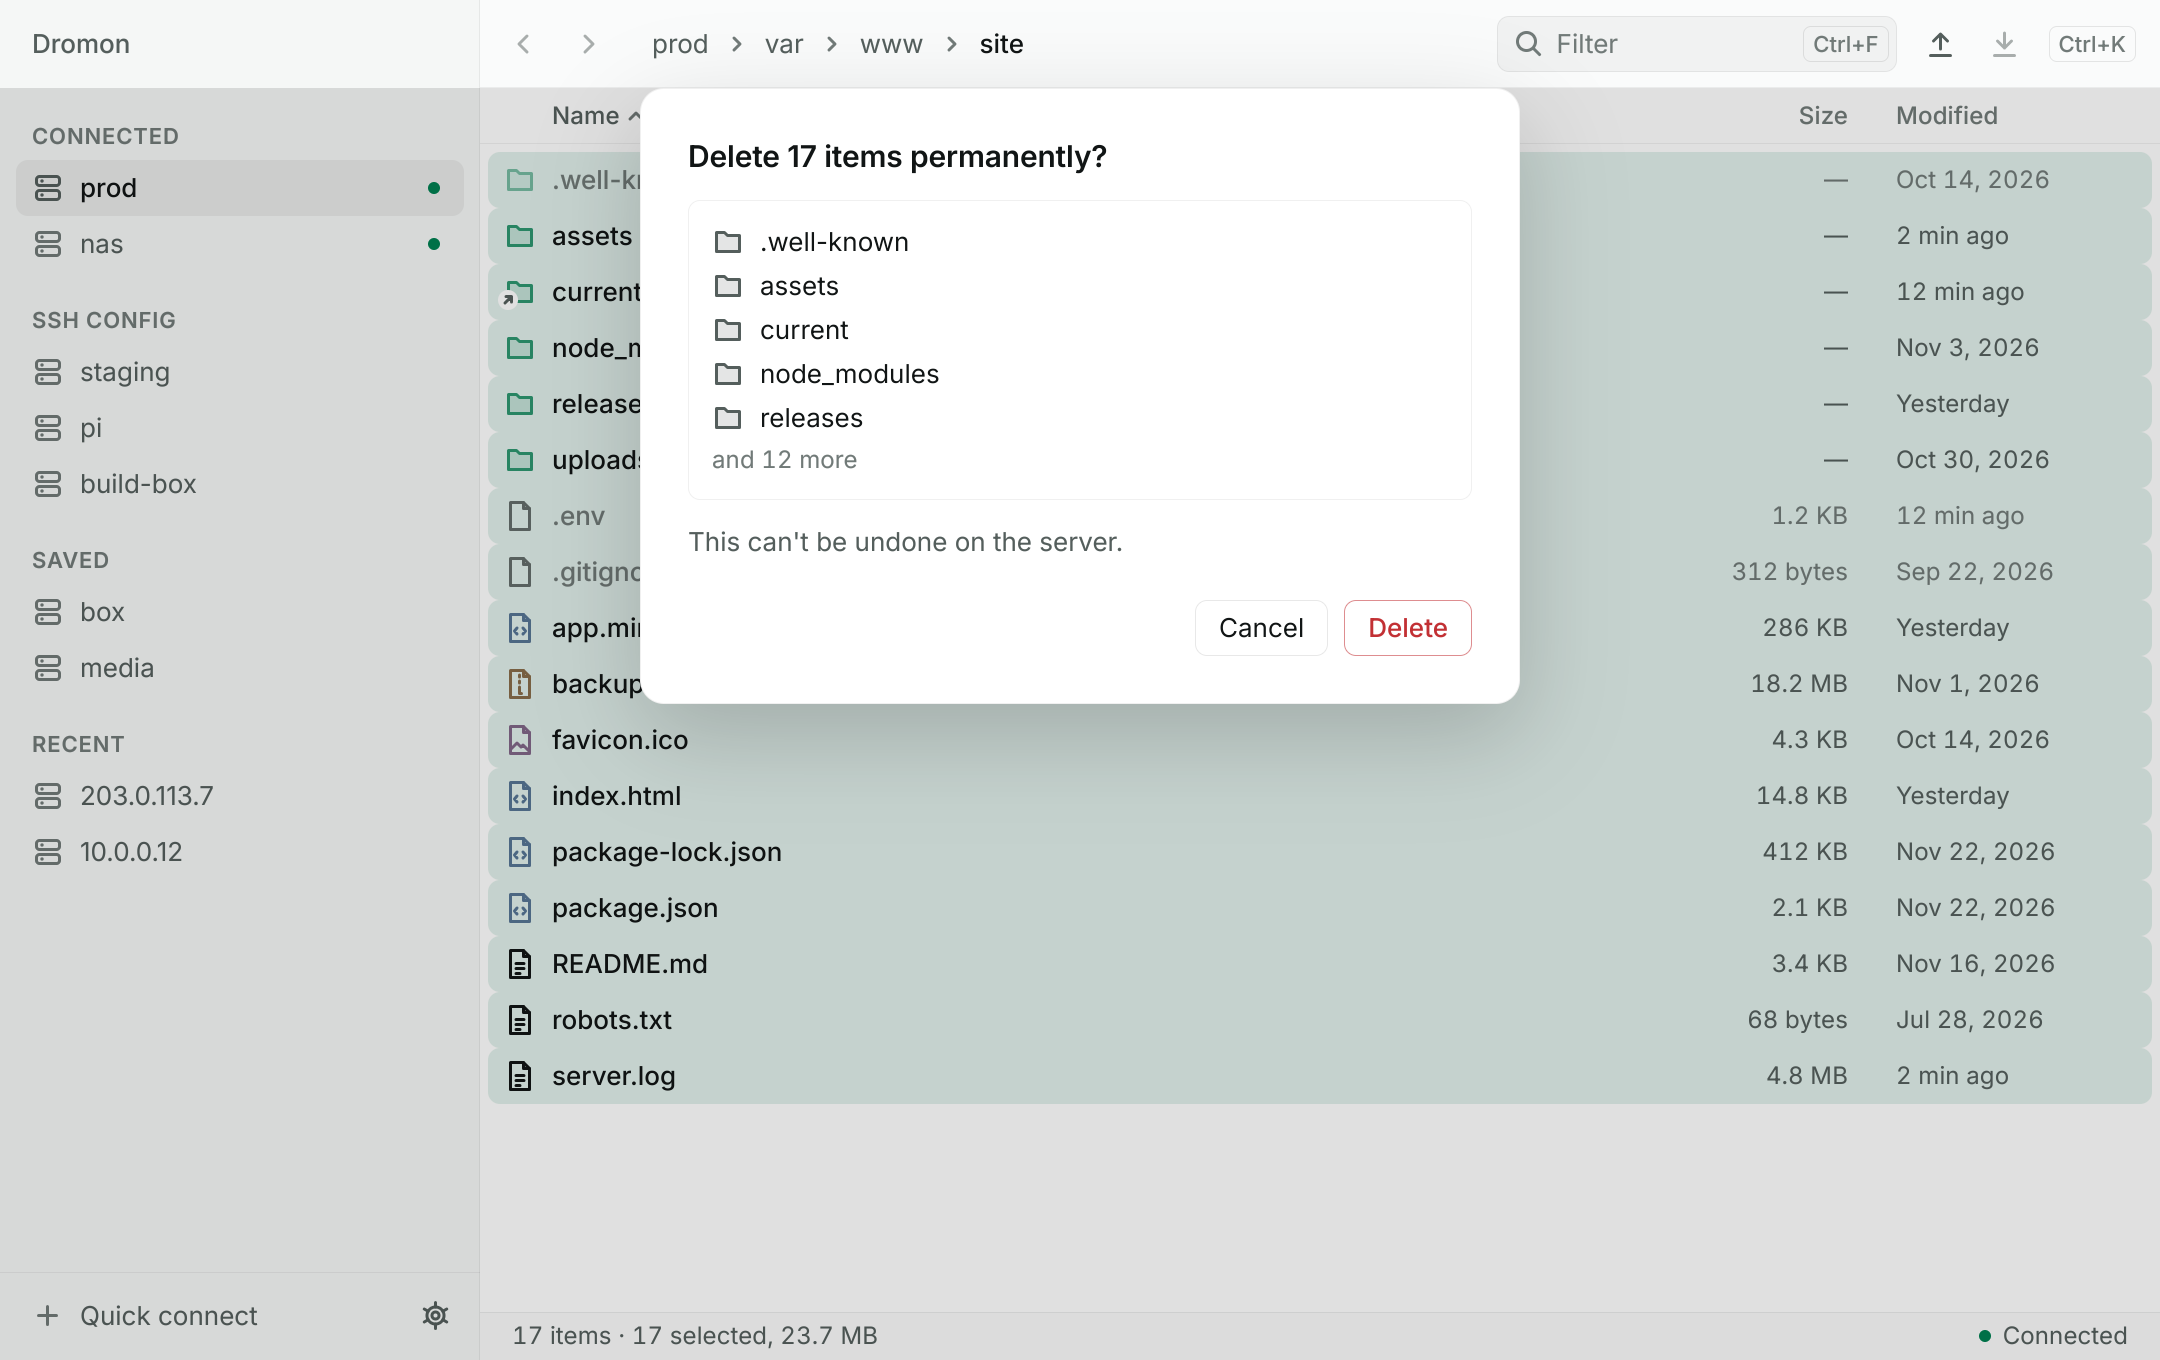 Dromon
prod > var > www > site
Filter Ctrl+F
Ctrl+K
CONNECTED
prod
nas
SSH CONFIG
staging
pi
build-box
SAVED
box
media
RECENT
203.0.113.7
10.0.0.12
Quick connect
Name Size Modified
— Oct 14, 2026
assets — 2 min ago
current — 12 min ago
— Nov 3, 2026
— Yesterday
— Oct 30, 2026
.env 1.2 KB 12 min ago
312 bytes Sep 22, 2026
286 KB Yesterday
18.2 MB Nov 1, 2026
favicon.ico 4.3 KB Oct 14, 2026
index.html 14.8 KB Yesterday
package-lock.json 412 KB Nov 22, 2026
package.json 2.1 KB Nov 22, 2026
README.md 3.4 KB Nov 16, 2026
robots.txt 68 bytes Jul 28, 2026
server.log 4.8 MB 2 min ago
Delete 17 items permanently?
.well-known
assets
current
node_modules
releases
and 12 more
This can't be undone on the server.
Cancel
Delete
17 items · 17 selected, 23.7 MB
Connected